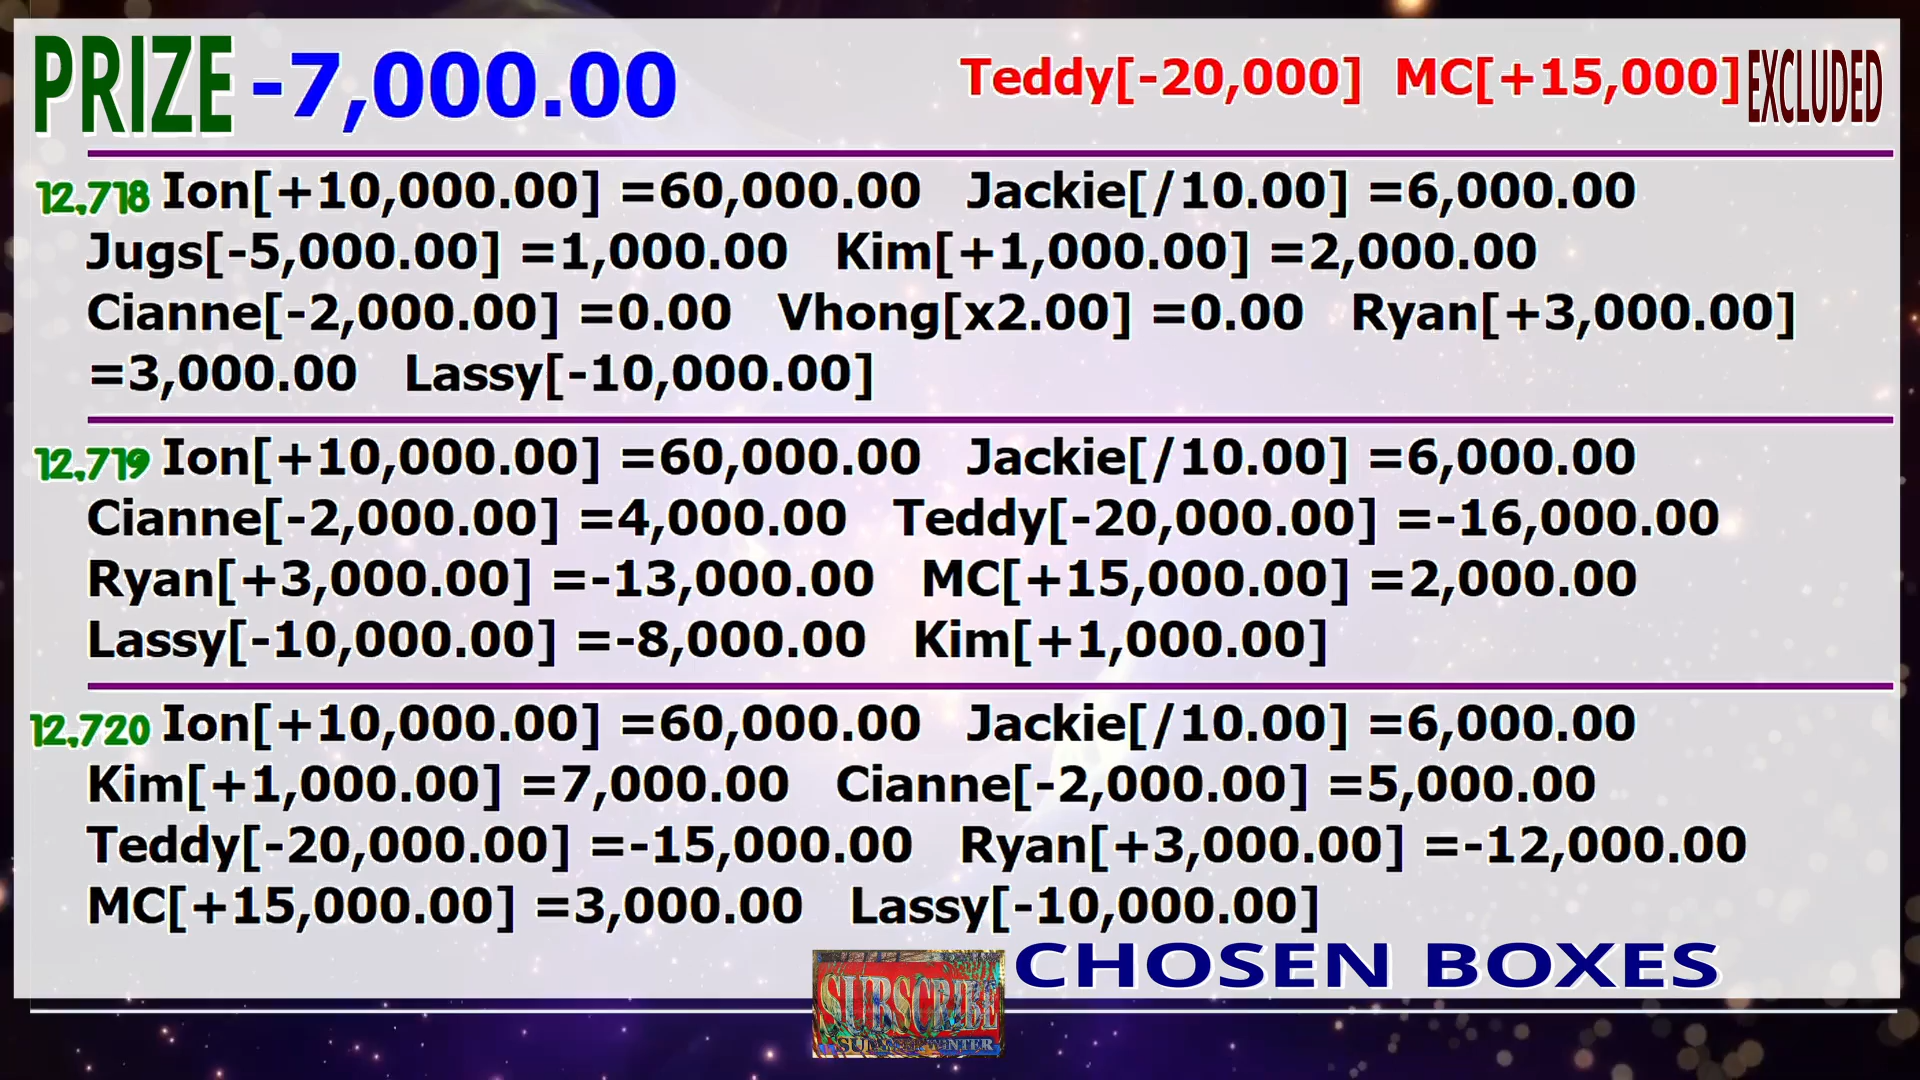 PRIZE -7,000.00 Teddy[-20,000] MC[+15,000] EXCLUDED
12,718 Ion[+10,000.00] =60,000.00 Jackie[/10.00] =6,000.00
Jugs[-5,000.00] =1,000.00 Kim[+1,000.00] =2,000.00
Cianne[-2,000.00] =0.00 Vhong[x2.00] =0.00 Ryan[+3,000.00]
=3,000.00 Lassy[-10,000.00]
12,719 Ion[+10,000.00] =60,000.00 Jackie[/10.00] =6,000.00
Cianne[-2,000.00] =4,000.00 Teddy[-20,000.00] =-16,000.00
Ryan[+3,000.00] =-13,000.00 MC[+15,000.00] =2,000.00
Lassy[-10,000.00] =-8,000.00 Kim[+1,000.00]
12,720 Ion[+10,000.00] =60,000.00 Jackie[/10.00] =6,000.00
Kim[+1,000.00] =7,000.00 Cianne[-2,000.00] =5,000.00
Teddy[-20,000.00] =-15,000.00 Ryan[+3,000.00] =-12,000.00
MC[+15,000.00] =3,000.00 Lassy[-10,000.00]
CHOSEN BOXES
SUBSCRIBE
WINTER